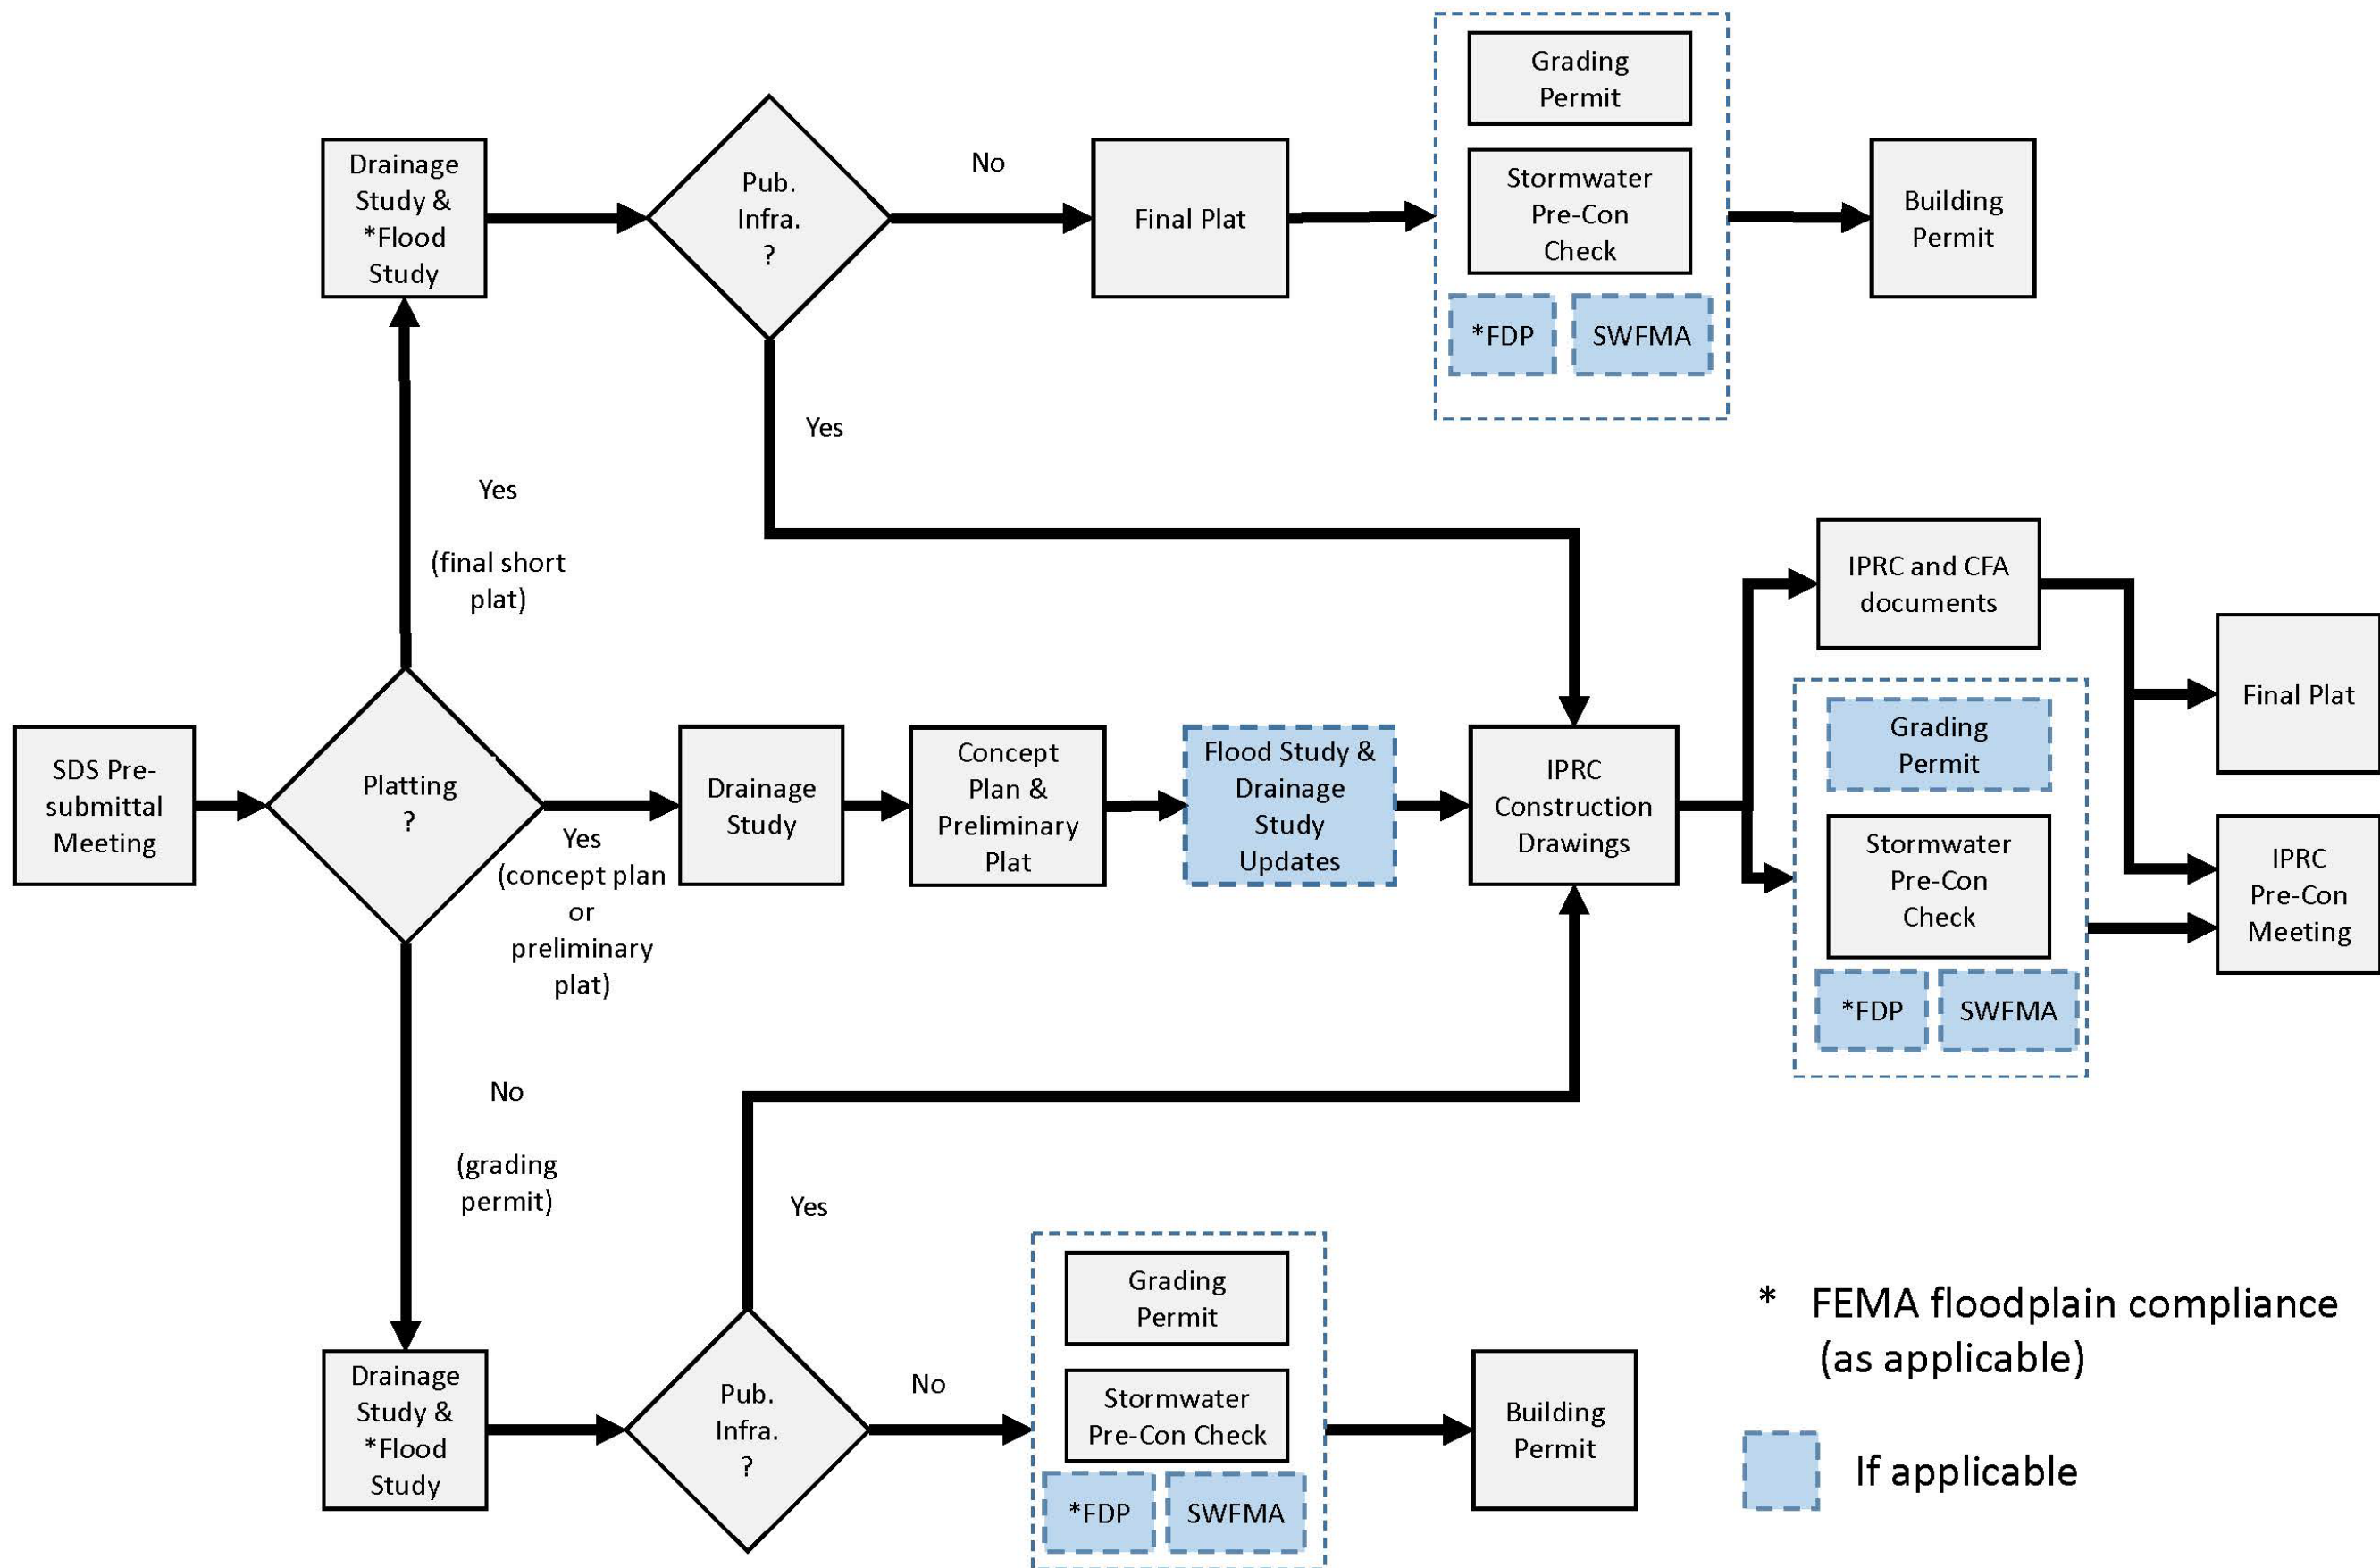 Grading
Permit
Drainage
Study &
*Flood
Study
Pub.
Infra.
?
No
Final Plat
Stormwater
Pre-Con
Check
*FDP
SWFMA
Building
Permit
Yes
Yes
(final short
plat)
SDS Pre-
submittal
Meeting
Platting
?
Yes
(concept plan
or
preliminary
plat)
Drainage
Study
Concept
Plan &
Preliminary
Plat
Flood Study &
Drainage
Study
Updates
IPRC
Construction
Drawings
IPRC and CFA
documents
Grading
Permit
Stormwater
Pre-Con
Check
*FDP
SWFMA
Final Plat
IPRC
Pre-Con
Meeting
No
(grading
permit)
Yes
Drainage
Study &
*Flood
Study
Pub.
Infra.
?
No
Grading
Permit
Stormwater
Pre-Con Check
*FDP
SWFMA
Building
Permit
* FEMA floodplain compliance
(as applicable)
If applicable